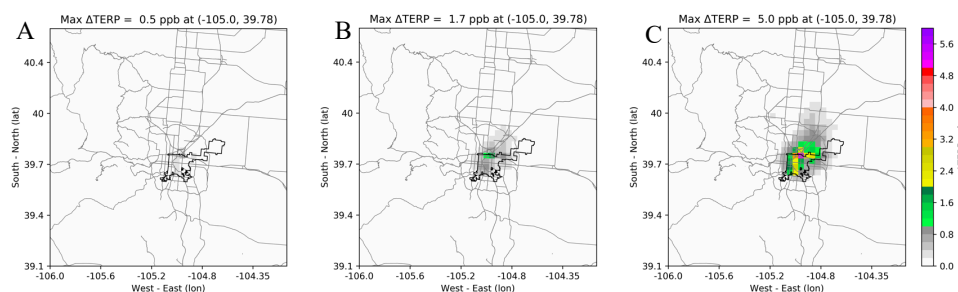 A
Max ΔTERP = 0.5 ppb at (-105.0, 39.78)
B
Max ΔTERP = 1.7 ppb at (-105.0, 39.78)
C
Max ΔTERP = 5.0 ppb at (-105.0, 39.78)
South - North (lat)
40.4
40
39.7
39.4
39.1
-106.0 -105.6 -105.2 -104.8 -104.35
West - East (lon)
South - North (lat)
40.4
40
39.7
39.4
39.1
-106.0 -105.6 -105.2 -104.8 -104.35
West - East (lon)
South - North (lat)
40.4
40
39.7
39.4
39.1
-106.0 -105.6 -105.2 -104.8 -104.35
West - East (lon)
5.6
4.8
4.0
3.2
2.4
1.6
0.8
0.0